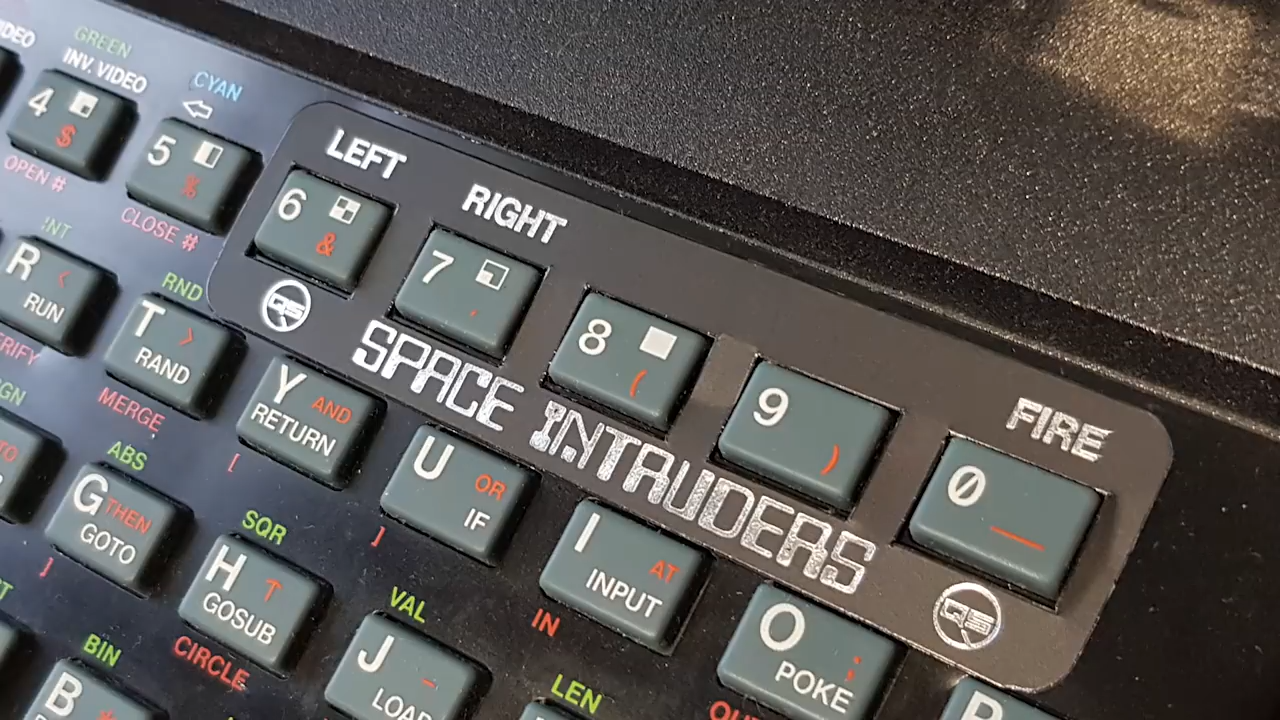 GREEN
INV. VIDEO
CYAN
4
$
OPEN #
5
%
CLOSE #
LEFT
6
&
RIGHT
7
'
8
(
9
)
FIRE
0
_
QS
SPACE INTRUDERS
QS
INT
R <
RUN
RND
T >
RAND
MERGE
Y AND
RETURN
[
U OR
IF
]
I AT
INPUT
IN
O ;
POKE
P
ABS
G THEN
GOTO
}
SQR
H ↑
GOSUB
CIRCLE
VAL
J -
LOAD
LEN
BIN
B *